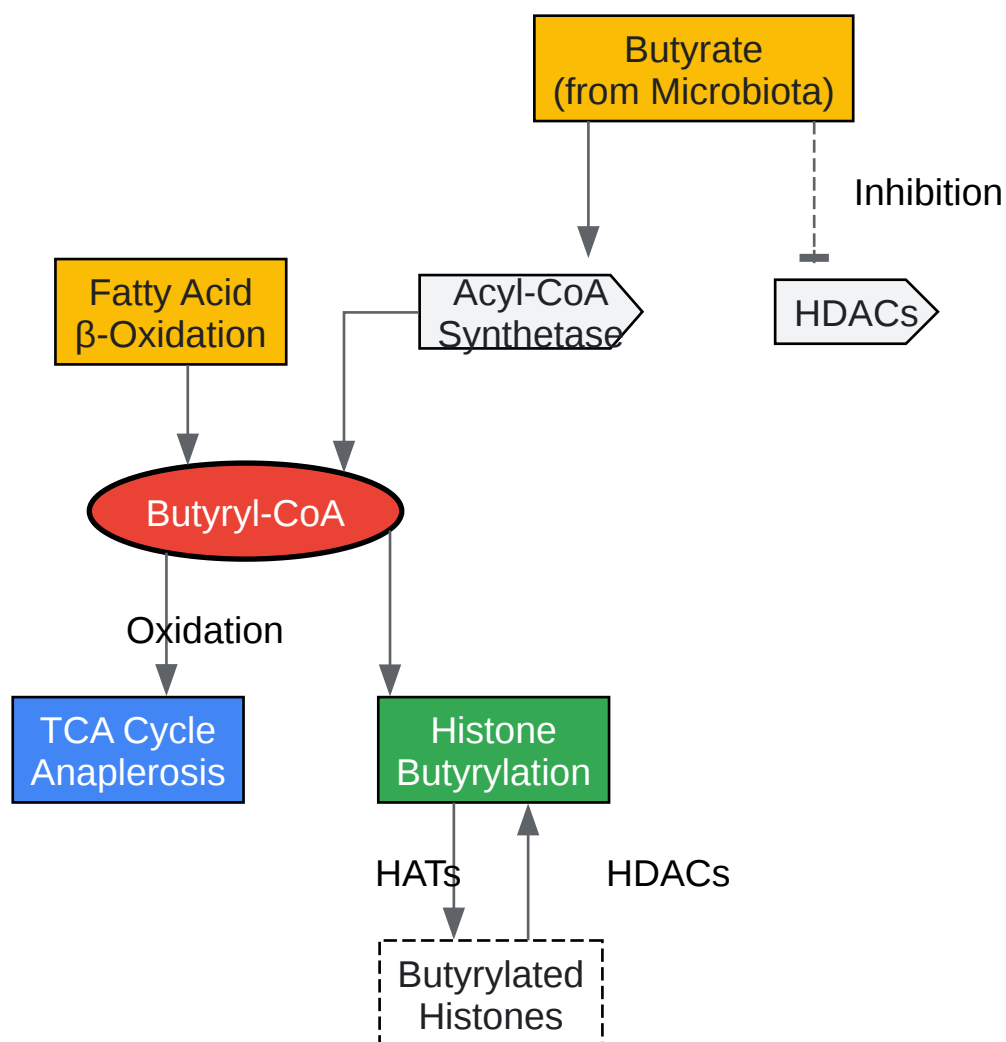 Butyrate
(from Microbiota)
Inhibition
Fatty Acid
β-Oxidation
Acyl-CoA
Synthetase
HDACs
Butyryl-CoA
Oxidation
TCA Cycle
Anaplerosis
Histone
Butyrylation
HATs
HDACs
Butyrylated
Histones